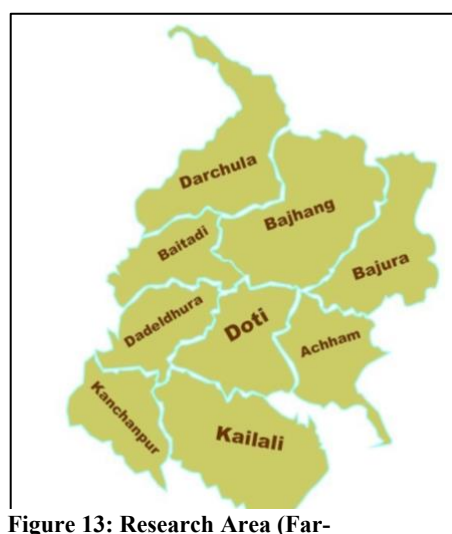 Darchula
Bajhang
Baitadi
Bajura
Dadeldhura
Doti
Achham
Kanchanpur
Kailali
Figure 13: Research Area (Far-